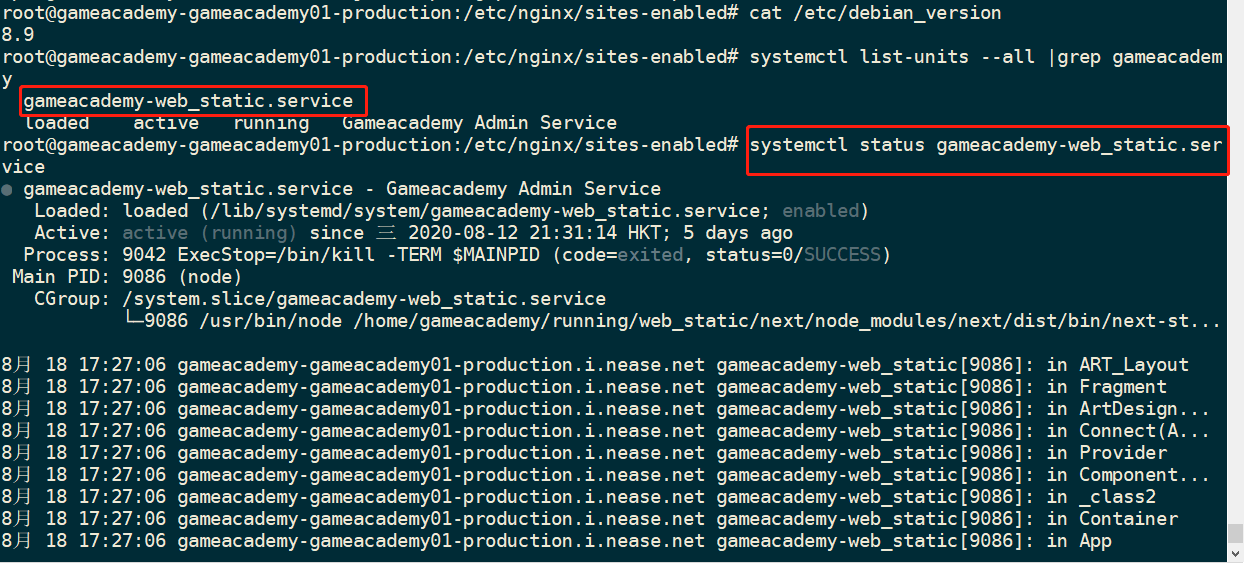 root@gameacademy-gameacademy01-production:/etc/nginx/sites-enabled# cat /etc/debian_version
8.9
root@gameacademy-gameacademy01-production:/etc/nginx/sites-enabled# systemctl list-units --all |grep gameacadem
y
gameacademy-web_static.service
loaded    active   running   Gameacademy Admin Service
root@gameacademy-gameacademy01-production:/etc/nginx/sites-enabled# systemctl status gameacademy-web_static.ser
vice
● gameacademy-web_static.service - Gameacademy Admin Service
Loaded: loaded (/lib/systemd/system/gameacademy-web_static.service; enabled)
Active: active (running) since 三 2020-08-12 21:31:14 HKT; 5 days ago
Process: 9042 ExecStop=/bin/kill -TERM $MAINPID (code=exited, status=0/SUCCESS)
Main PID: 9086 (node)
CGroup: /system.slice/gameacademy-web_static.service
└─9086 /usr/bin/node /home/gameacademy/running/web_static/next/node_modules/next/dist/bin/next-st...
8月 18 17:27:06 gameacademy-gameacademy01-production.i.nease.net gameacademy-web_static[9086]: in ART_Layout
8月 18 17:27:06 gameacademy-gameacademy01-production.i.nease.net gameacademy-web_static[9086]: in Fragment
8月 18 17:27:06 gameacademy-gameacademy01-production.i.nease.net gameacademy-web_static[9086]: in ArtDesign...
8月 18 17:27:06 gameacademy-gameacademy01-production.i.nease.net gameacademy-web_static[9086]: in Connect(A...
8月 18 17:27:06 gameacademy-gameacademy01-production.i.nease.net gameacademy-web_static[9086]: in Provider
8月 18 17:27:06 gameacademy-gameacademy01-production.i.nease.net gameacademy-web_static[9086]: in Component...
8月 18 17:27:06 gameacademy-gameacademy01-production.i.nease.net gameacademy-web_static[9086]: in _class2
8月 18 17:27:06 gameacademy-gameacademy01-production.i.nease.net gameacademy-web_static[9086]: in Container
8月 18 17:27:06 gameacademy-gameacademy01-production.i.nease.net gameacademy-web_static[9086]: in App